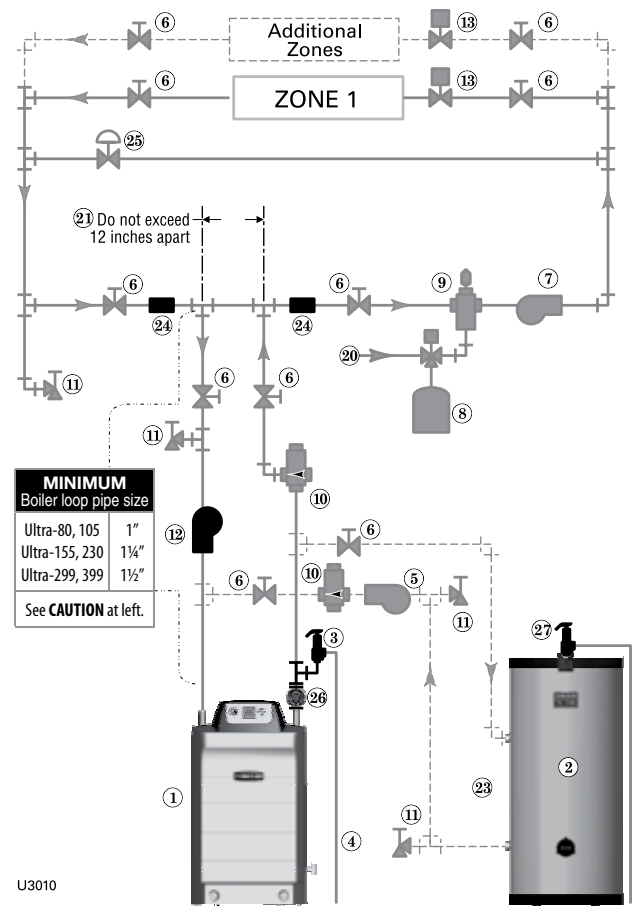 6
13
6
Additional
Zones
6
13
6
ZONE 1
25
21 Do not exceed
12 inches apart
6
6
9
7
24
24
20
11
6
6
8
11
10
MINIMUM
Boiler loop pipe size
Ultra-80, 105 1”
Ultra-155, 230 1¼”
Ultra-299, 399 1½”
See CAUTION at left.
12
6
6
10
5
11
3
27
26
1
2
23
11
4
U3010